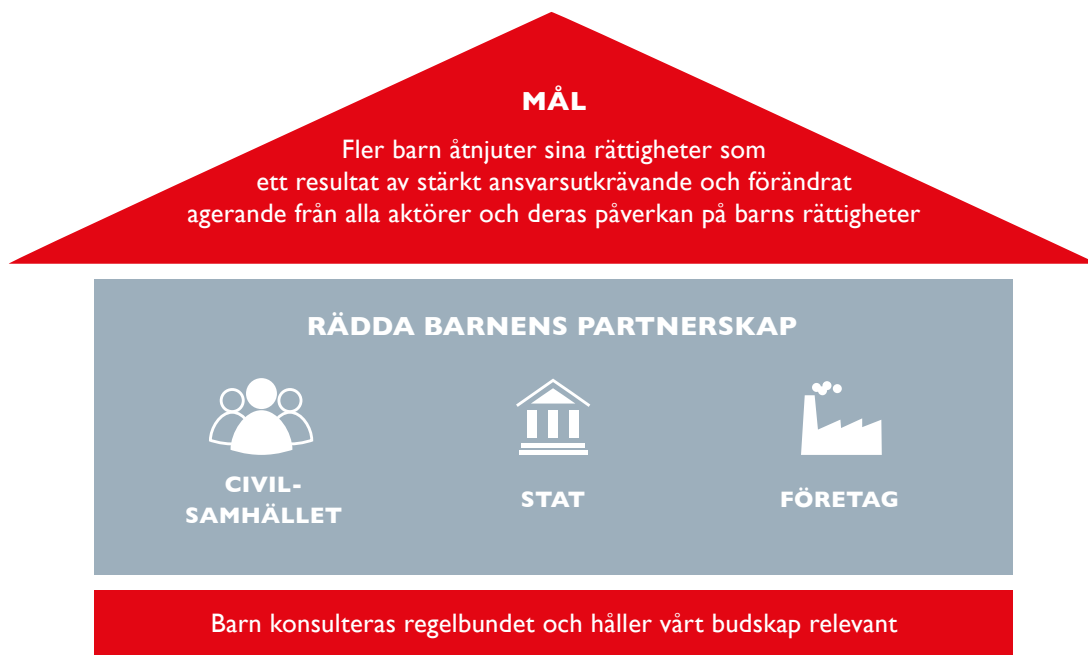 MÅL
Fler barn åtnjuter sina rättigheter som
ett resultat av stärkt ansvarsutkrävande och förändrat
agerande från alla aktörer och deras påverkan på barns rättigheter
RÄDDA BARNENS PARTNERSKAP
CIVIL-
SAMHÄLLET
STAT
FÖRETAG
Barn konsulteras regelbundet och håller vårt budskap relevant